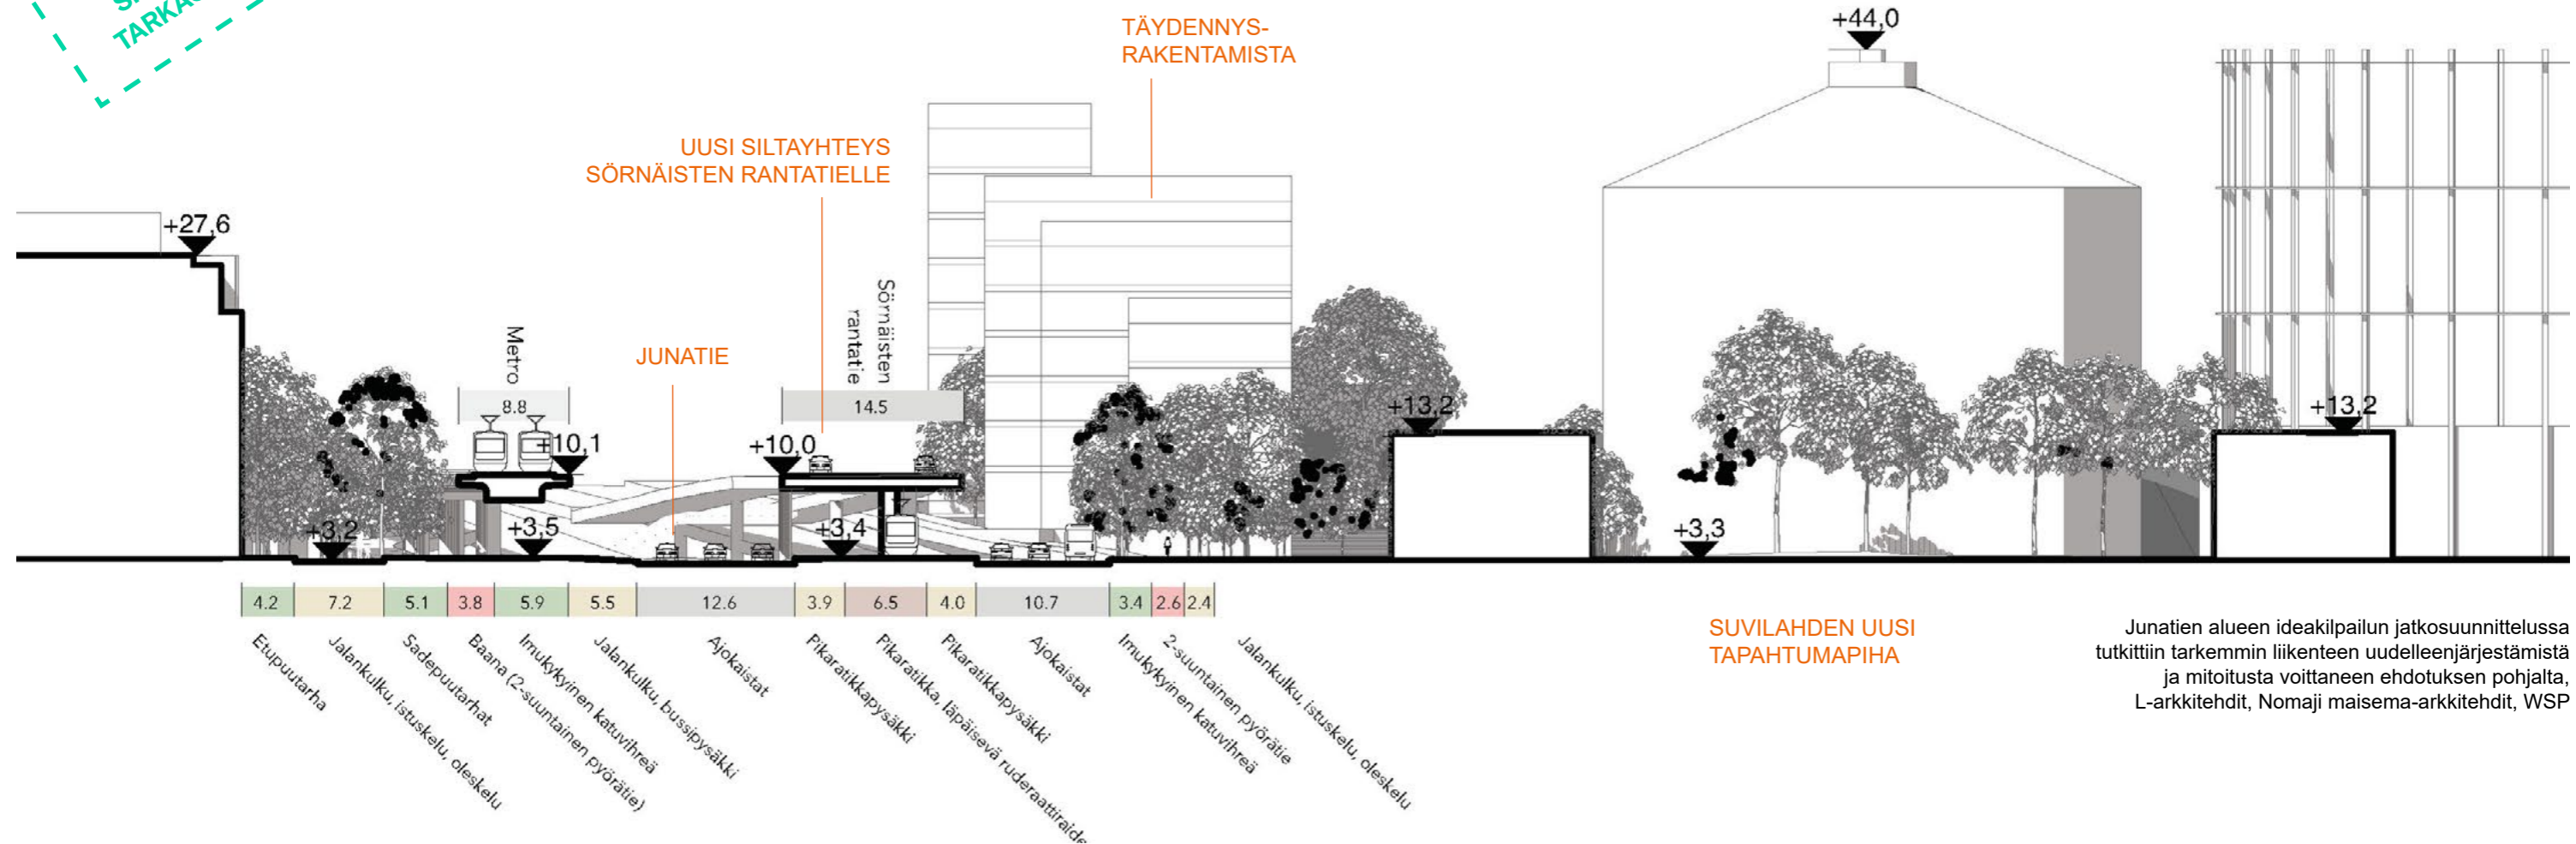 TÄYDENNYS-
RAKENTAMISTA
+44,0
UUSI SILTAYHTEYS
SÖRNÄISTEN RANTATIELLE
+27,6
Metro
8.8
+10,1
JUNATIE
Sörnäisten
rantatie
14.5
+10,0
+13,2
+13,2
+3,2
+3,5
+3,4
+3,3
4.2 7.2 5.1 3.8 5.9 5.5 12.6 3.9 6.5 4.0 10.7 3.4 2.6 2.4
Etupuutarha
Jalankulku, istuskelu, oleskelu
Sadepuutarhat
Baana (2-suuntainen pyörätie)
Imukykyinen katuvihreä
Jalankulku, bussipysäkki
Ajokaistat
Pikaratikkapysäkki
Pikaratikka, läpäisevä ruderaattiraide
Pikaratikkapysäkki
Ajokaistat
Imukykyinen katuvihreä
2-suuntainen pyörätie
Jalankulku, istuskelu, oleskelu
SUVILAHDEN UUSI
TAPAHTUMAPIHA
Junatien alueen ideakilpailun jatkosuunnittelussa
tutkittiin tarkemmin liikenteen uudelleenjärjestämistä
ja mitoitusta voittaneen ehdotuksen pohjalta,
L-arkkitehdit, Nomaji maisema-arkkitehdit, WSP